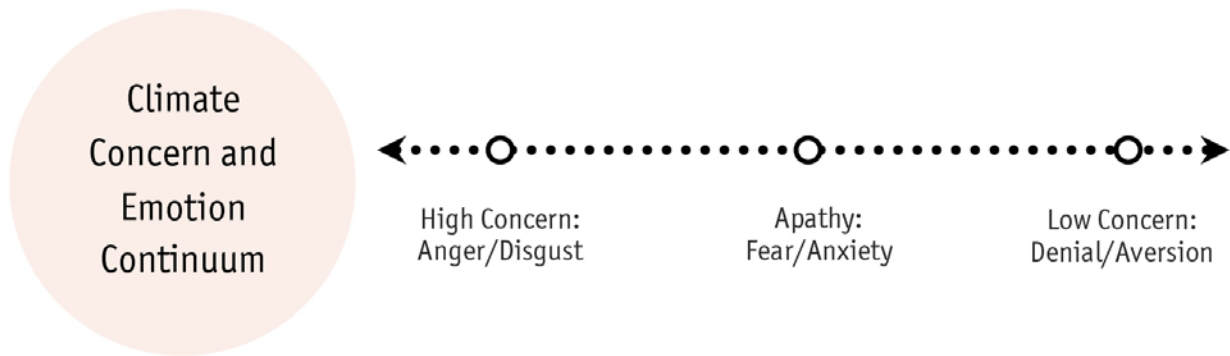 Climate
Concern and
Emotion
Continuum
High Concern:
Anger/Disgust
Apathy:
Fear/Anxiety
Low Concern:
Denial/Aversion